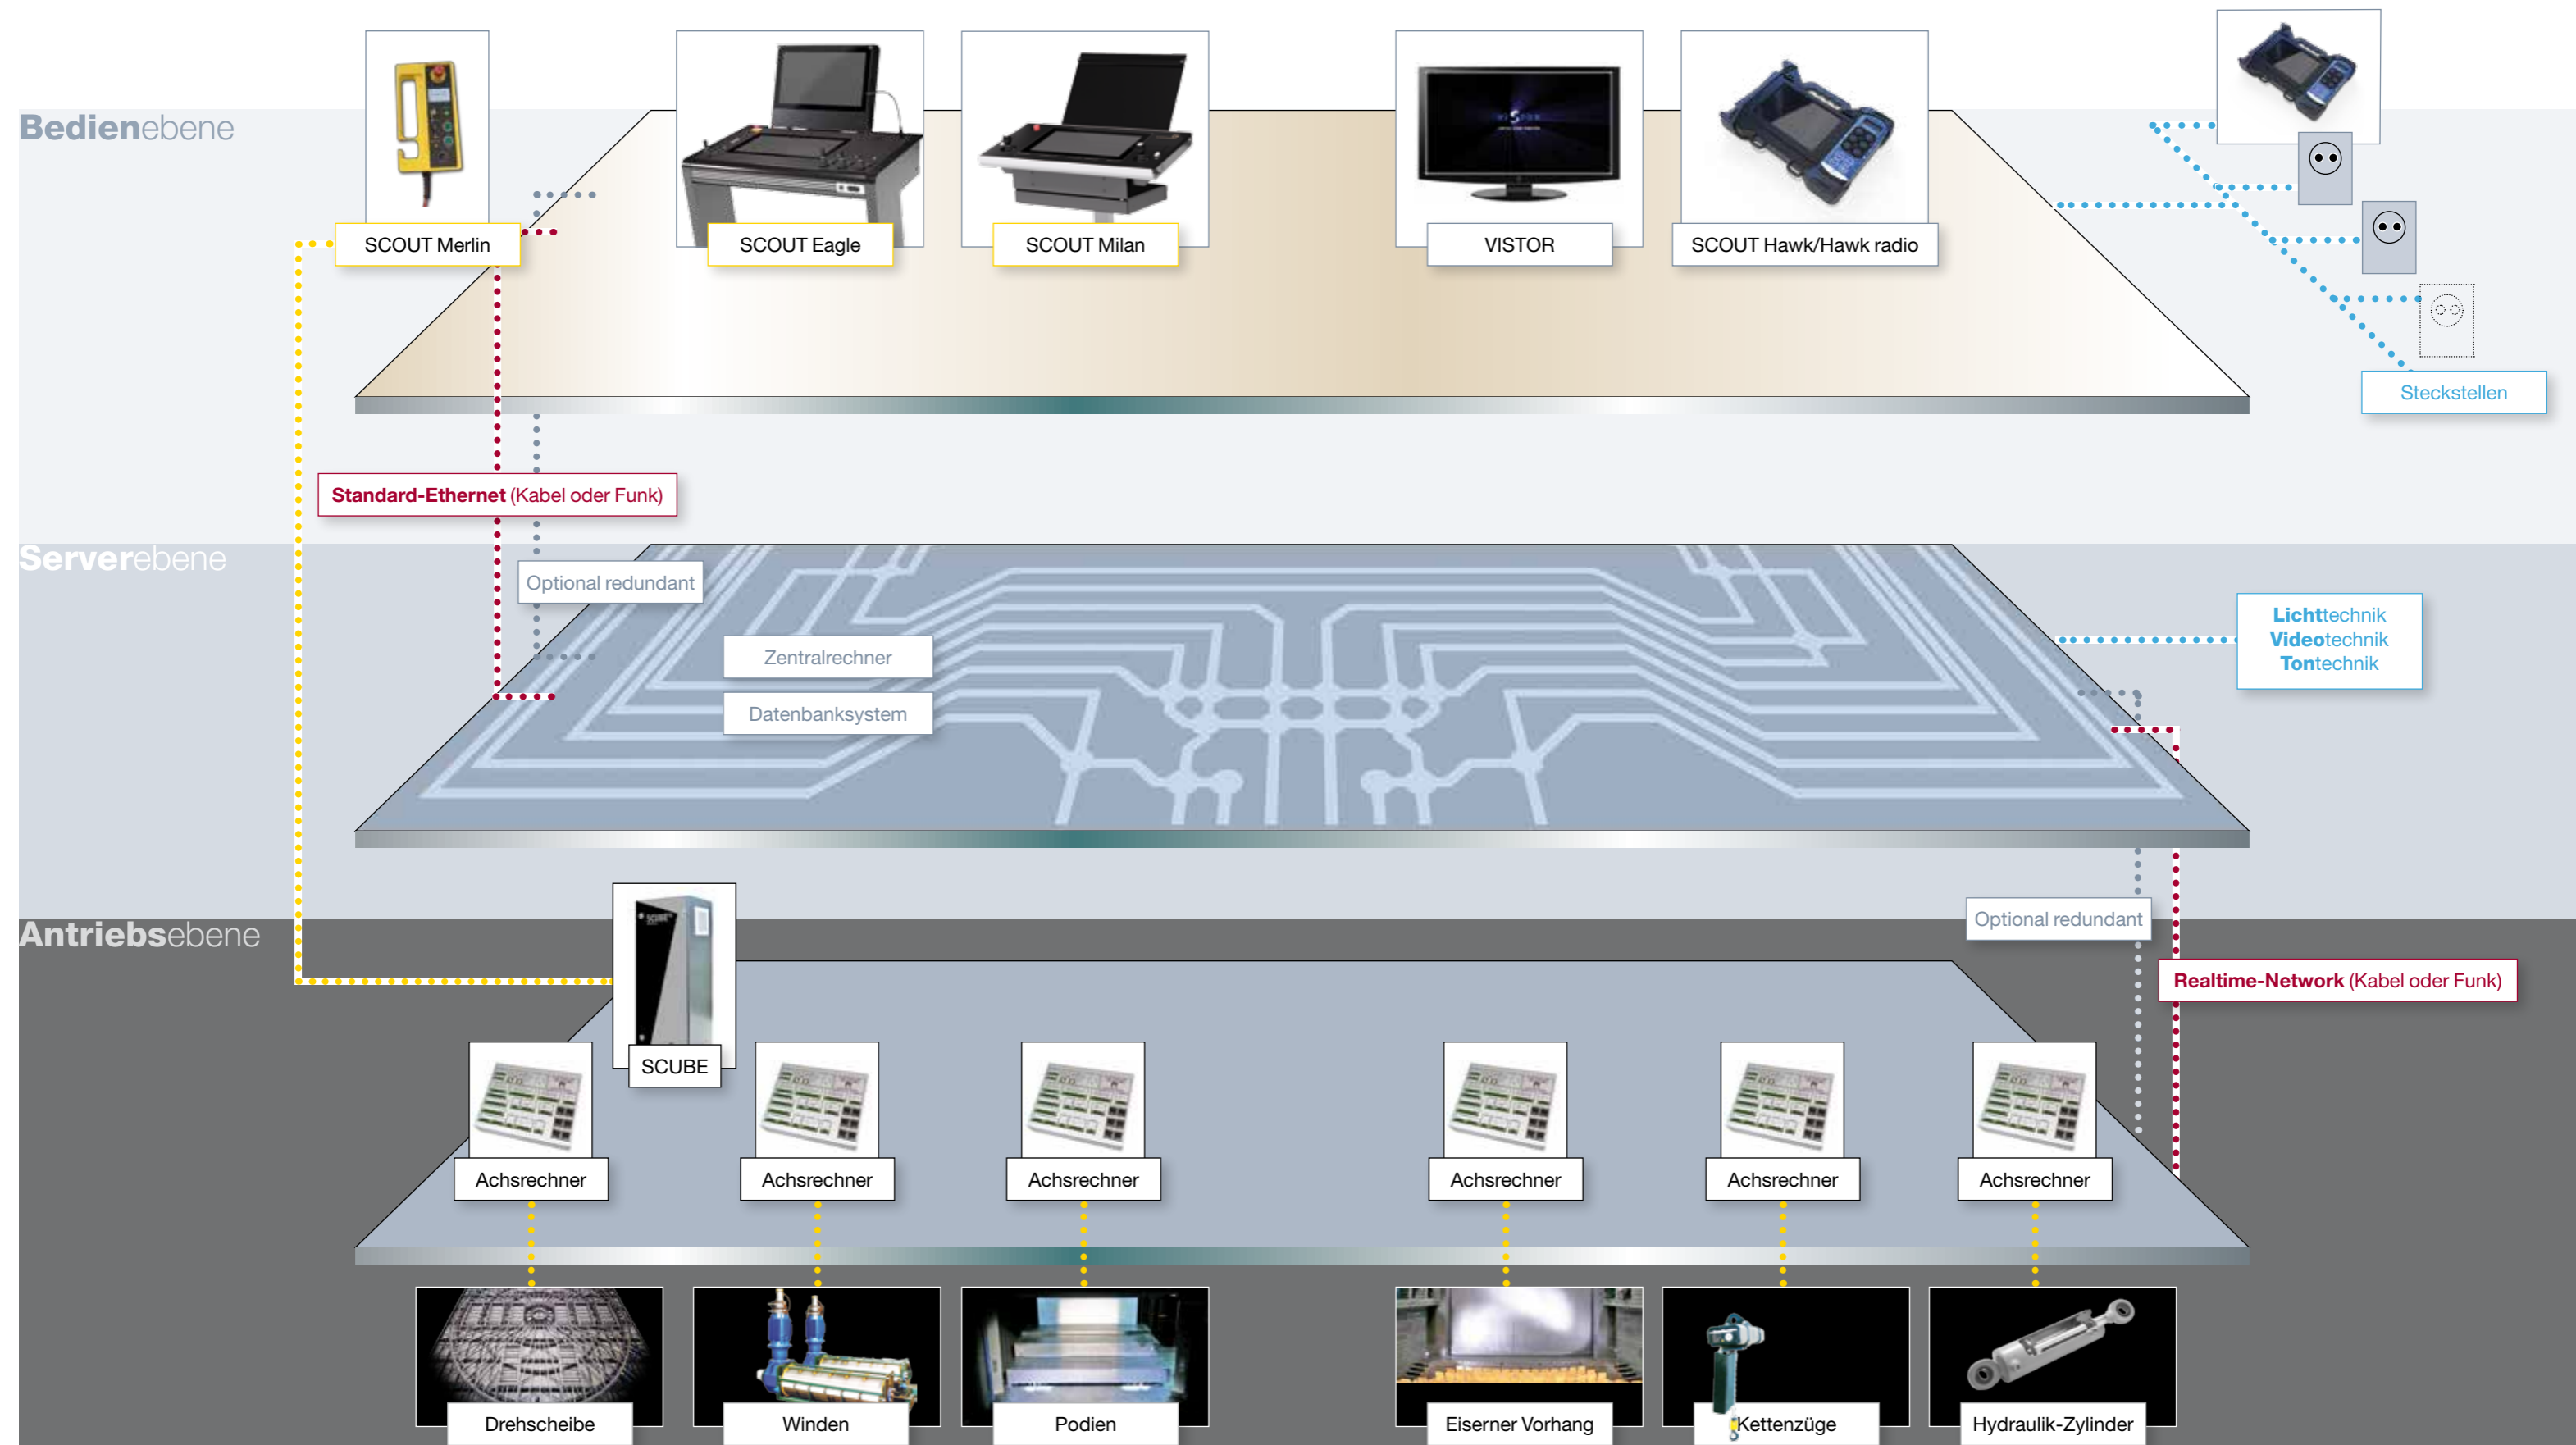 Bedienebene
SCOUT Merlin
SCOUT Eagle
SCOUT Milan
VISTOR
SCOUT Hawk/Hawk radio
Steckstellen
Standard-Ethernet (Kabel oder Funk)
Serverebene
Optional redundant
Zentralrechner
Datenbanksystem
Lichttechnik
Videotechnik
Tontechnik
Antriebsebene
SCUBE
SCUBE
Optional redundant
Realtime-Network (Kabel oder Funk)
Achsrechner
Achsrechner
Achsrechner
Achsrechner
Achsrechner
Achsrechner
Drehscheibe
Winden
Podien
Eiserner Vorhang
Kettenzüge
Hydraulik-Zylinder